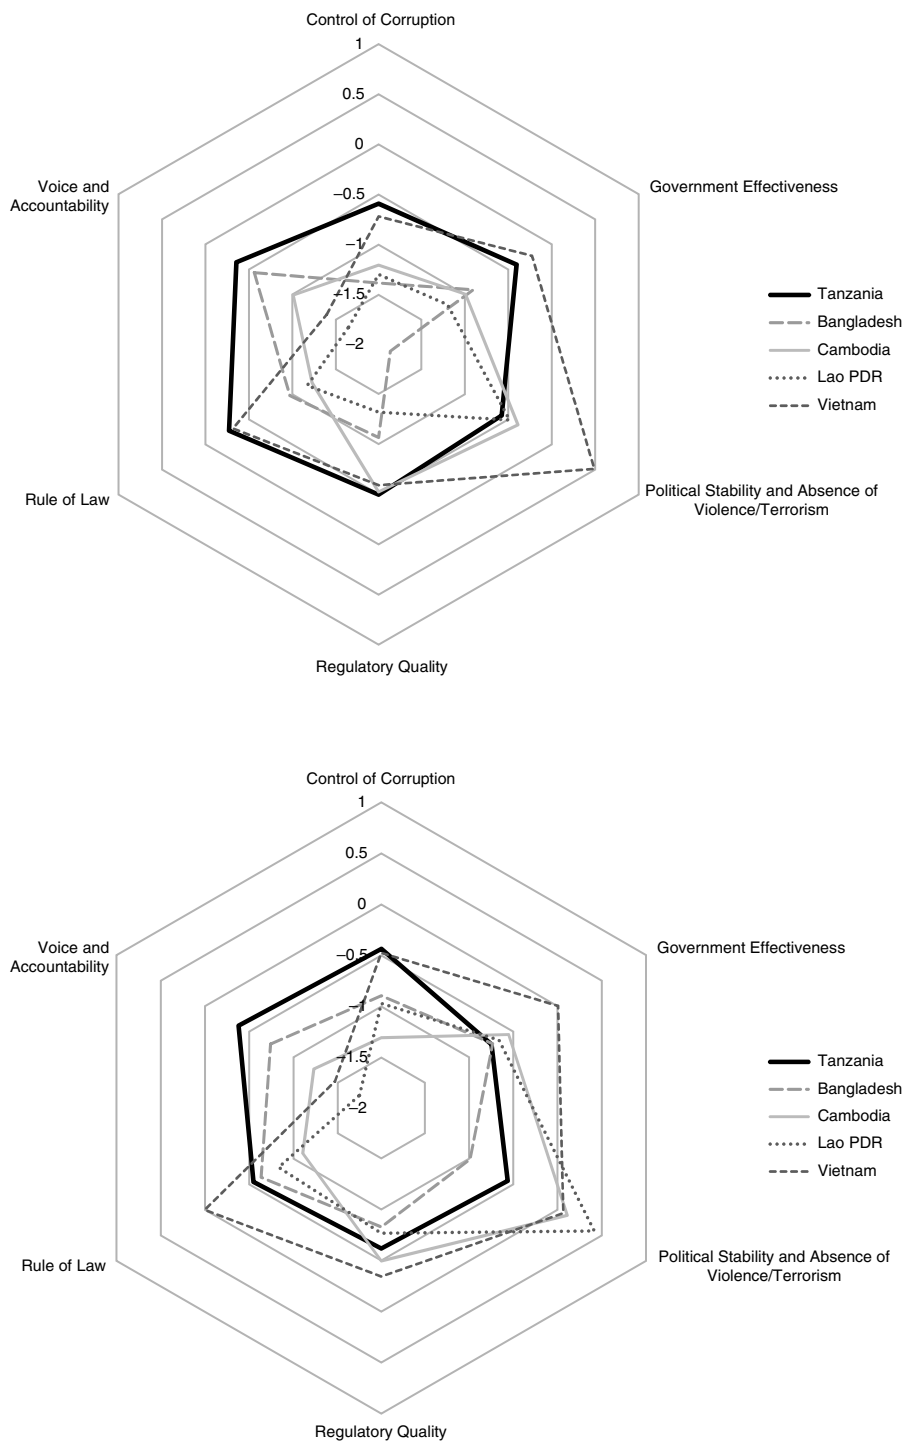 Control of Corruption
1
0.5
0
Voice and
Accountability
−0.5
Government Effectiveness
−1
−1.5
−2
Tanzania
Bangladesh
Cambodia
Lao PDR
Vietnam
Rule of Law
Political Stability and Absence of
Violence/Terrorism
Regulatory Quality
Control of Corruption
1
0.5
0
Voice and
Accountability
−0.5
Government Effectiveness
−1
−1.5
−2
Tanzania
Bangladesh
Cambodia
Lao PDR
Vietnam
Rule of Law
Political Stability and Absence of
Violence/Terrorism
Regulatory Quality